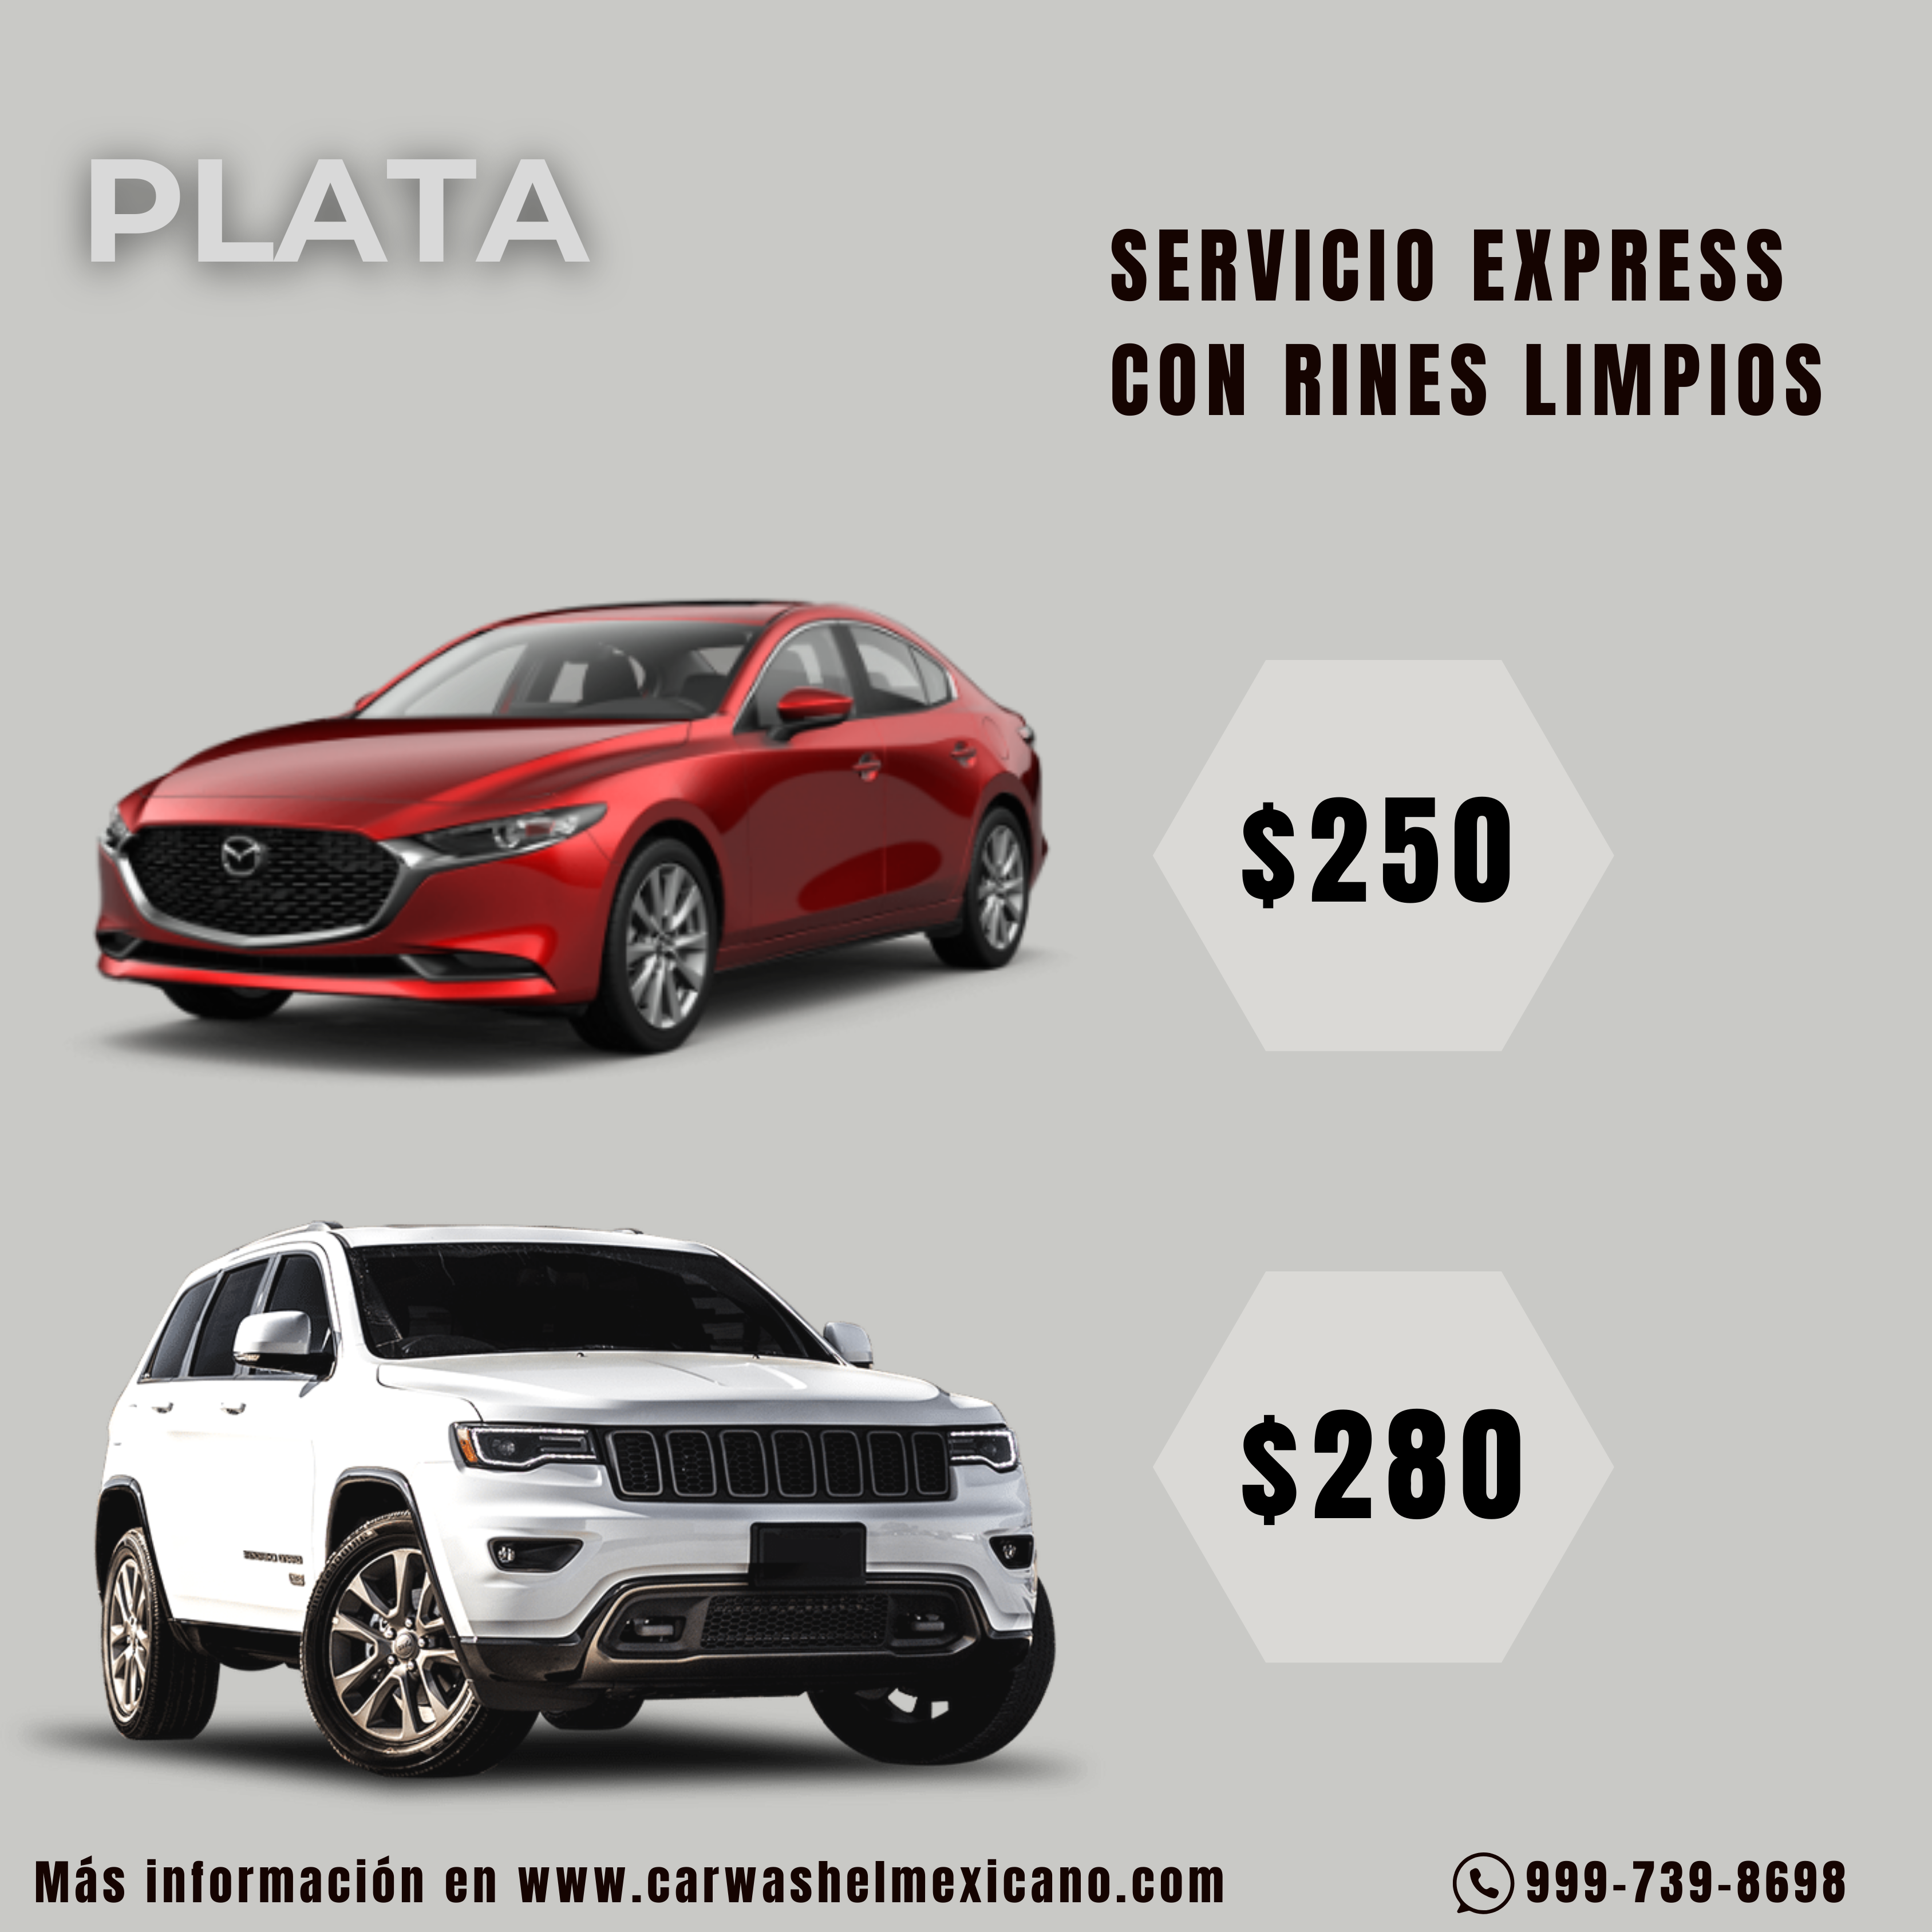 PLATA
SERVICIO EXPRESS
CON RINES LIMPIOS
$250
$280
Más información en www.carwashelmexicano.com
999-739-8698